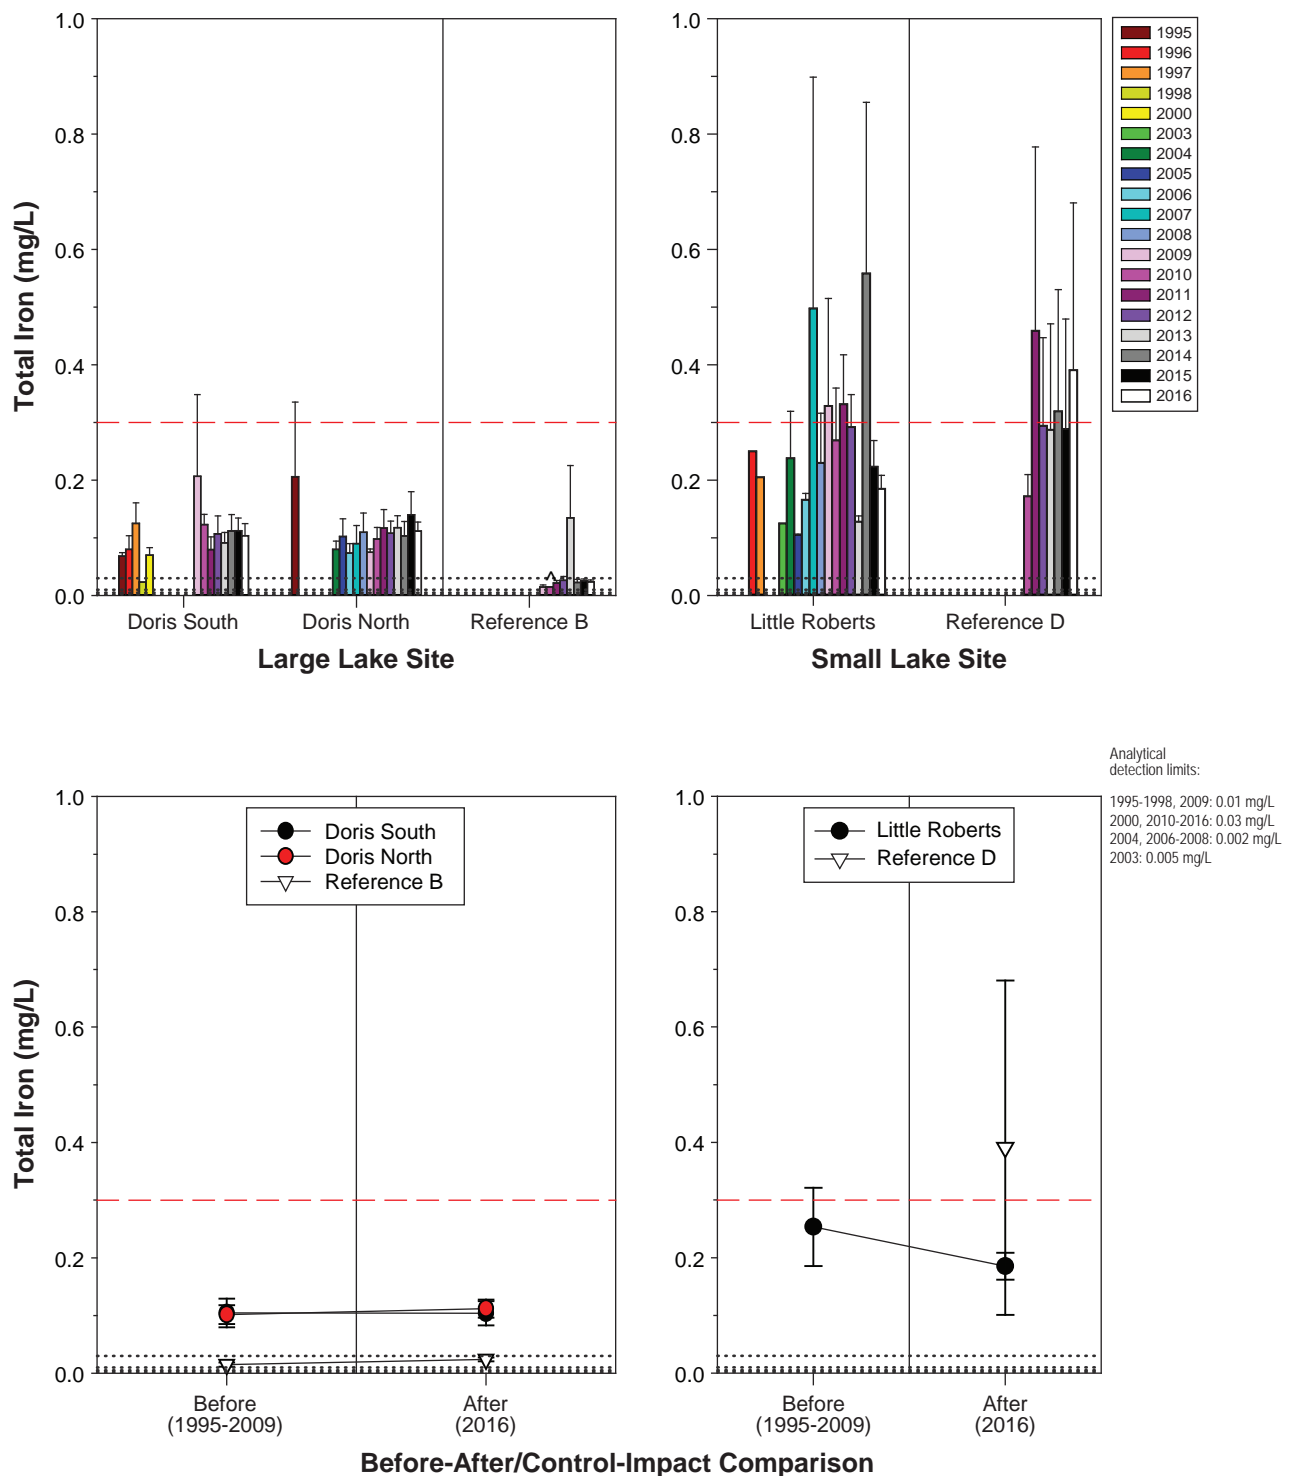 1.0
0.8
0.6
0.4
0.2
0.0
Total Iron (mg/L)
Doris South
Doris North
Reference B
Large Lake Site
1.0
0.8
0.6
0.4
0.2
0.0
Little Roberts
Reference D
Small Lake Site
1995
1996
1997
1998
2000
2003
2004
2005
2006
2007
2008
2009
2010
2011
2012
2013
2014
2015
2016
Analytical
detection limits:
1995-1998, 2009: 0.01 mg/L
2000, 2010-2016: 0.03 mg/L
2004, 2006-2008: 0.002 mg/L
2003: 0.005 mg/L
1.0
0.8
0.6
0.4
0.2
0.0
Total Iron (mg/L)
Doris South
Doris North
Reference B
Before
(1995-2009)
After
(2016)
1.0
0.8
0.6
0.4
0.2
0.0
Little Roberts
Reference D
Before
(1995-2009)
After
(2016)
Before-After/Control-Impact Comparison